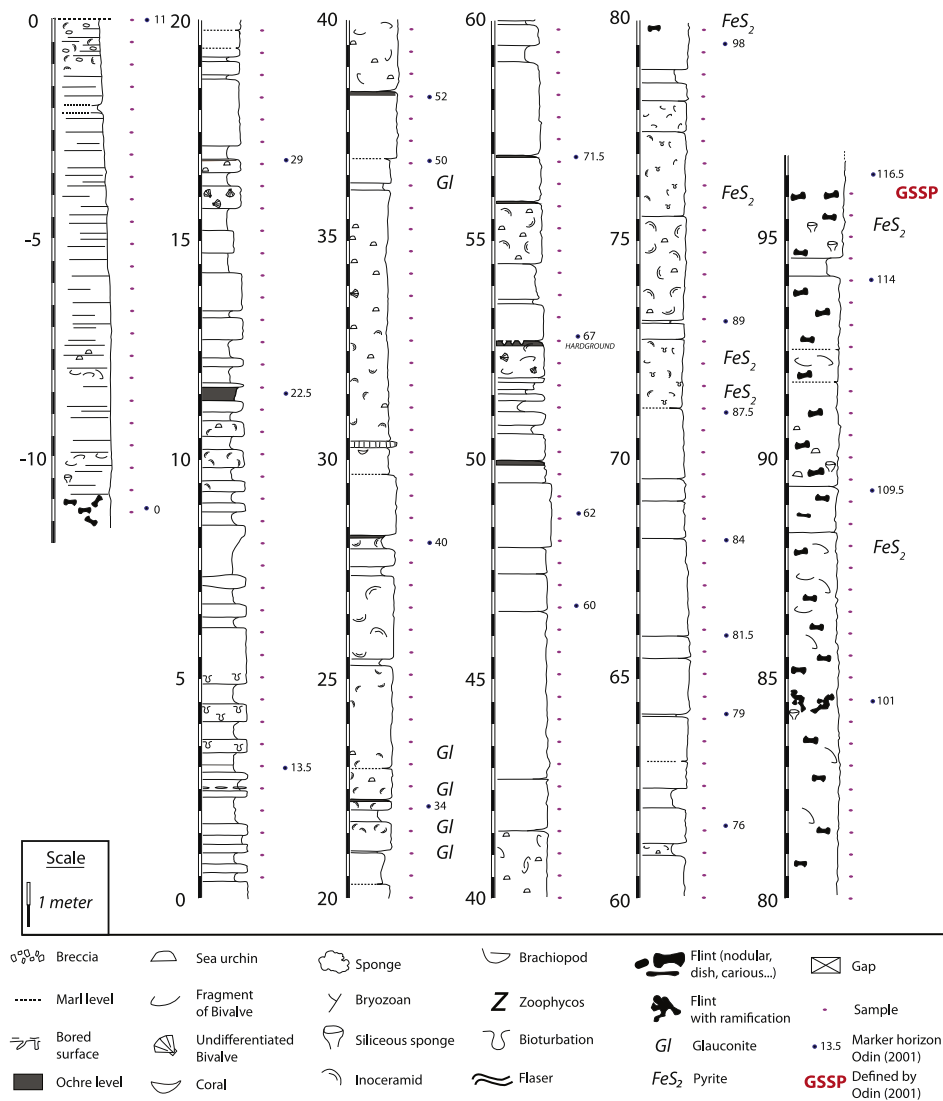 0
11
-5
-10
0
20
29
15
22.5
10
5
13.5
0
40
52
50
Gl
35
30
40
25
Gl
Gl
34
Gl
Gl
20
60
71.5
55
67
HARDGROUND
50
62
60
45
40
80
FeS2
98
FeS2
75
89
FeS2
FeS2
87.5
70
84
81.5
65
79
76
60
116.5
GSSP
FeS2
95
114
90
109.5
FeS2
85
101
80
Scale
1 meter
Breccia
Marl level
Bored
surface
Ochre level
Sea urchin
Fragment
of Bivalve
Undifferentiated
Bivalve
Coral
Sponge
Bryozoan
Siliceous sponge
Inoceramid
Brachiopod
Z Zoophycos
Bioturbation
Flaser
Flint (nodular,
dish, carious...)
Flint
with ramification
Gl Glauconite
FeS2 Pyrite
Gap
Sample
13.5 Marker horizon
Odin (2001)
GSSP Defined by
Odin (2001)